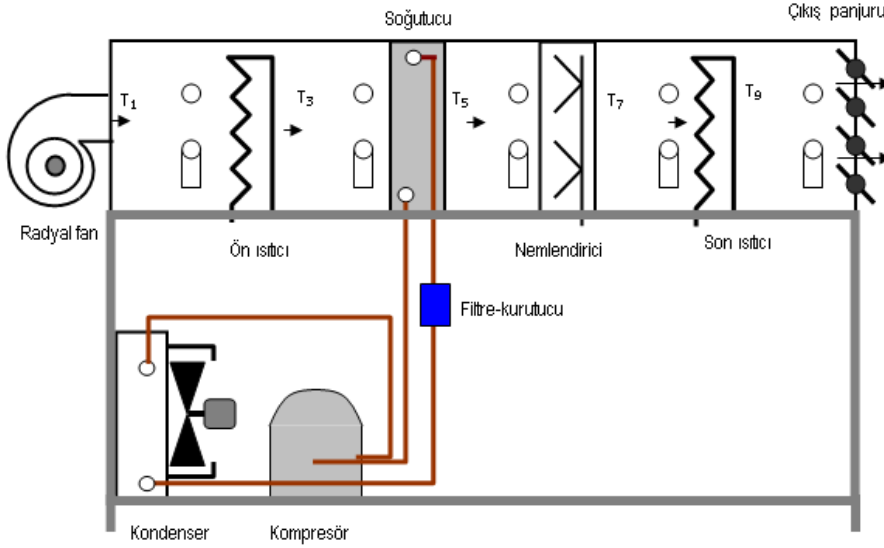 Soğutucu
Çıkış panjuru
T1
T3
T5
T7
T9
Radyal fan
Ön ısıtıcı
Nemlendirici
Son ısıtıcı
Filtre-kurutucu
Kondenser
Kompresör